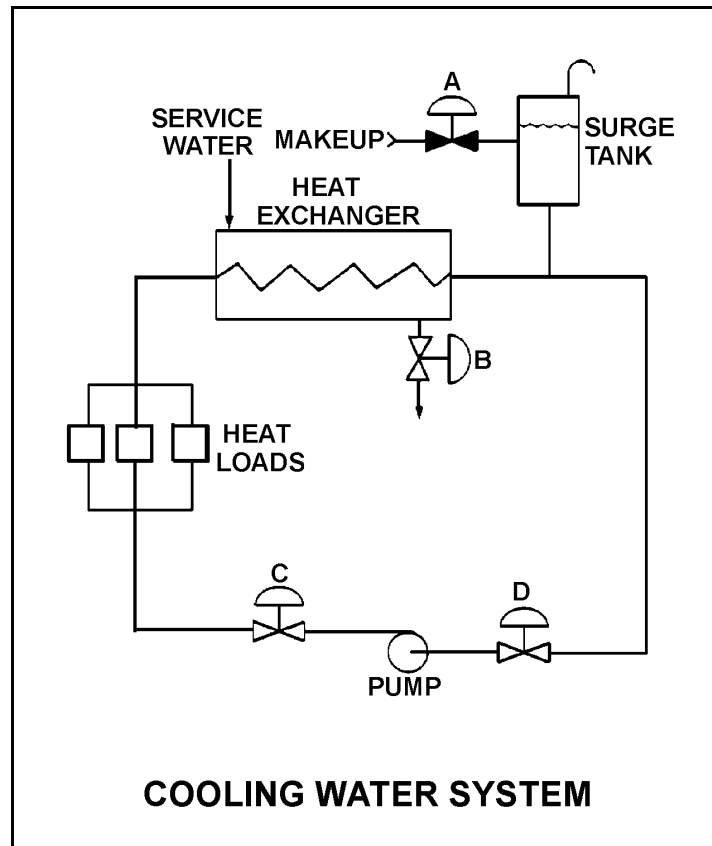 A
SERVICE
WATER
MAKEUP
SURGE
TANK
HEAT
EXCHANGER
B
HEAT
LOADS
C
D
PUMP
COOLING WATER SYSTEM